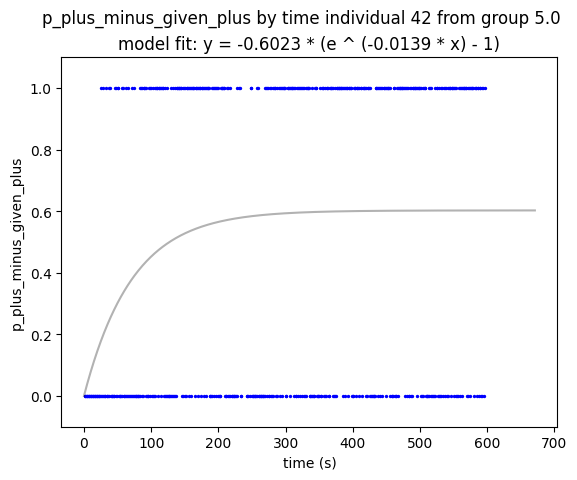 p_plus_minus_given_plus by time individual 42 from group 5.0
model fit: y = -0.6023 * (e ^ (-0.0139 * x) - 1)
1.0
0.8
0.6
0.4
0.2
0.0
p_plus_minus_given_plus
0 100 200 300 400 500 600 700
time (s)